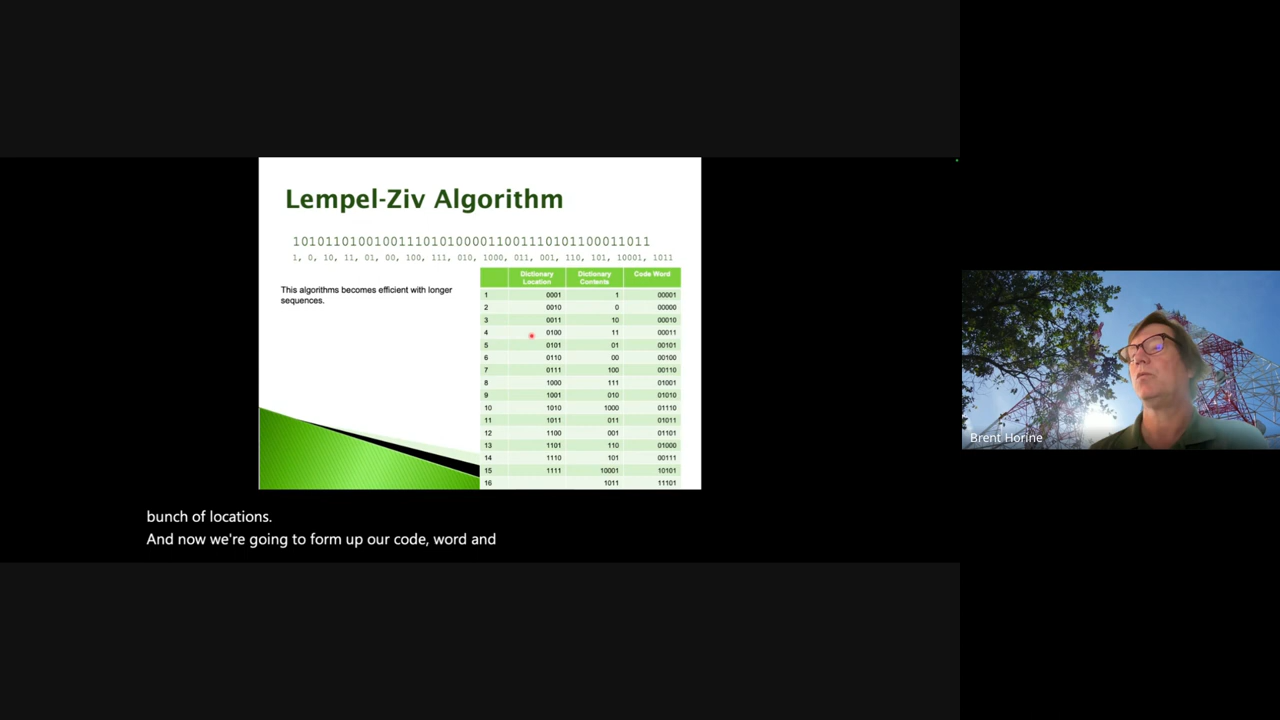 Lempel-Ziv Algorithm
10101101001001110101000011001110101100011011
1, 0, 10, 11, 01, 00, 100, 111, 010, 1000, 011, 001, 110, 101, 10001, 1011
This algorithms becomes efficient with longer
sequences.
Dictionary Location Dictionary Contents Code Word
1 0001 1 00001
2 0010 0 00000
3 0011 10 00010
4 0100 11 00011
5 0101 01 00101
6 0110 00 00100
7 0111 100 00110
8 1000 111 01001
9 1001 010 01010
10 1010 1000 01110
11 1011 011 01011
12 1100 001 01101
13 1101 110 01000
14 1110 101 00111
15 1111 10001 10101
16 1011 11101
Brent Horine
bunch of locations.
And now we're going to form up our code, word and